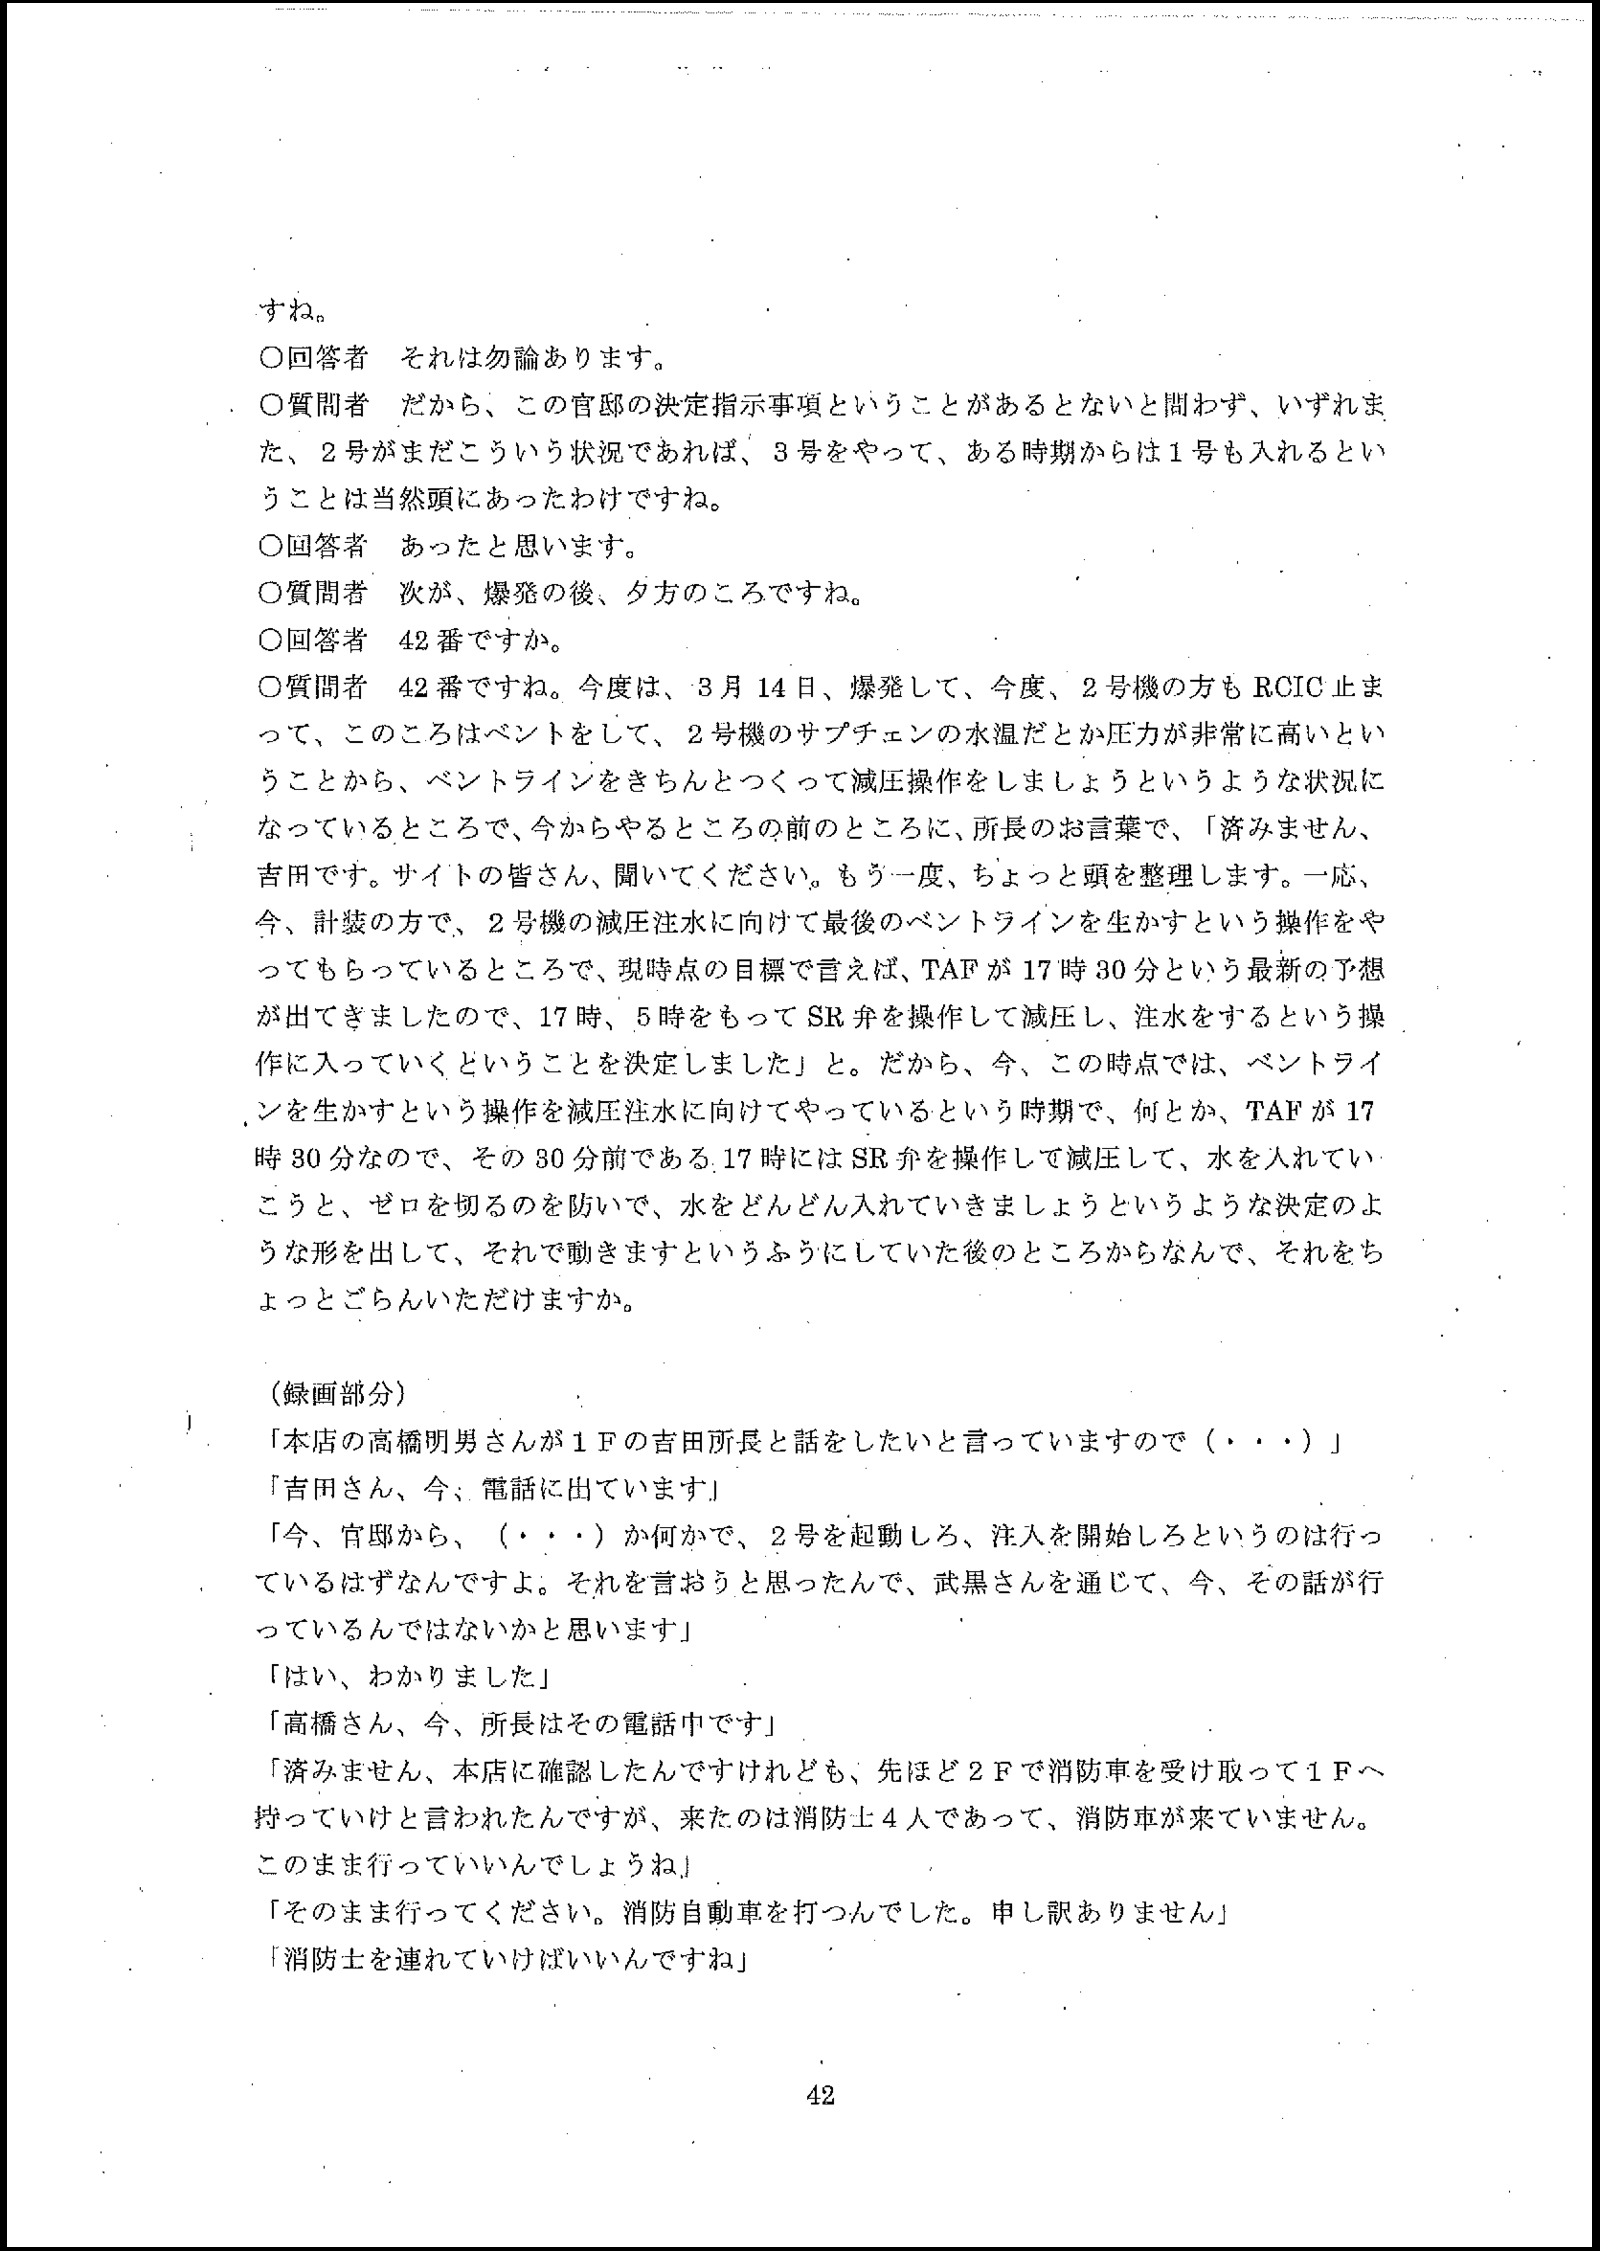 すね。
○回答者　それは勿論あります。
○質問者　だから、この官邸の決定指示事項ということがあるとないと問わず、いずれま
た、２号がまだこういう状況であれば、３号をやって、ある時期からは１号も入れるとい
うことは当然頭にあったわけですね。
○回答者　あったと思います。
○質問者　次が、爆発の後、夕方のころですね。
○回答者　42番ですか。
○質問者　42番ですね。今度は、３月14日、爆発して、今度、２号機の方もRCIC止ま
って、このころはベントをして、２号機のサプチェンの水温だとか圧力が非常に高いとい
うことから、ベントラインをきちんとつくって減圧操作をしましょうというような状況に
なっているところで、今からやるところの前のところに、所長のお言葉で、「済みません、
吉田です。サイトの皆さん、聞いてください。もう一度、ちょっと頭を整理します。一応、
今、計装の方で、２号機の減圧注水に向けて最後のベントラインを生かすという操作をや
ってもらっているところで、現時点の目標で言えば、TAFが17時30分という最新の予想
が出てきましたので、17時、５時をもってSR弁を操作して減圧し、注水をするという操
作に入っていくということを決定しました」と。だから、今、この時点では、ベントライ
ンを生かすという操作を減圧注水に向けてやっているという時期で、何とか、TAFが17
時30分なので、その30分前である17時にはSR弁を操作して減圧して、水を入れてい
こうと、ゼロを切るのを防いで、水をどんどん入れていきましょうというような決定のよ
うな形を出して、それで動きますというふうにしていた後のところからなんで、それをち
ょっとごらんいただけますか。
（録画部分）
「本店の高橋明男さんが１Ｆの吉田所長と話をしたいと言っていますので（・・・）」
「吉田さん、今、電話に出ています」
「今、官邸から、（・・・）か何かで、２号を起動しろ、注入を開始しろというのは行っ
ているはずなんですよ。それを言おうと思ったんで、武黒さんを通じて、今、その話が行
っているんではないかと思います」
「はい、わかりました」
「高橋さん、今、所長はその電話中です」
「済みません、本店に確認したんですけれども、先ほど２Ｆで消防車を受け取って１Ｆへ
持っていけと言われたんですが、来たのは消防士４人であって、消防車が来ていません。
このまま行っていいんでしょうね」
「そのまま行ってください。消防自動車を打つんでした。申し訳ありません」
「消防士を連れていけばいいんですね」
42